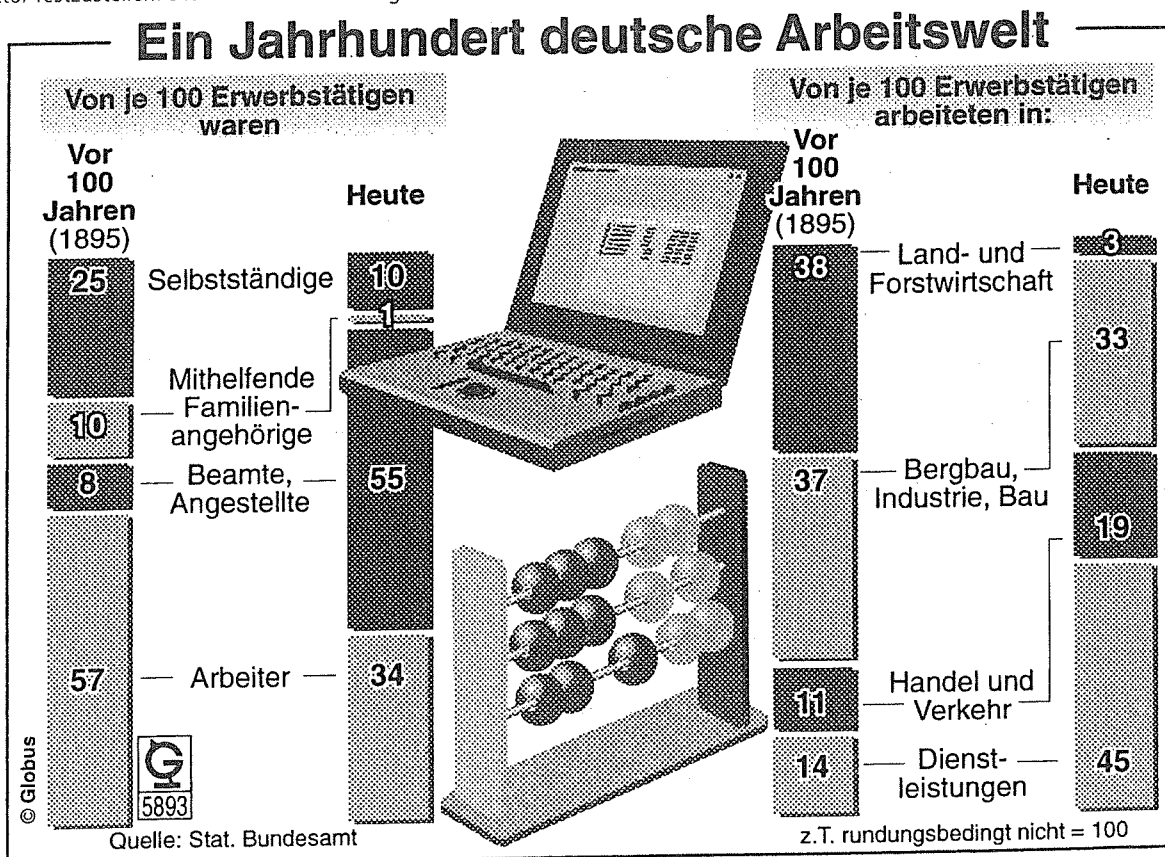 Ein Jahrhundert deutsche Arbeitswelt
Von je 100 Erwerbstätigen
waren
Vor
100
Jahren
(1895)
Heute
25
Selbstständige
10
1
Mithelfende
Familien-
angehörige
10
8
Beamte,
Angestellte
55
57
Arbeiter
34
Von je 100 Erwerbstätigen
arbeiteten in:
Vor
100
Jahren
(1895)
Heute
38
Land- und
Forstwirtschaft
3
33
37
Bergbau,
Industrie, Bau
19
11
Handel und
Verkehr
14
Dienst-
leistungen
45
© Globus
G
5893
Quelle: Stat. Bundesamt
z.T. rundungsbedingt nicht = 100